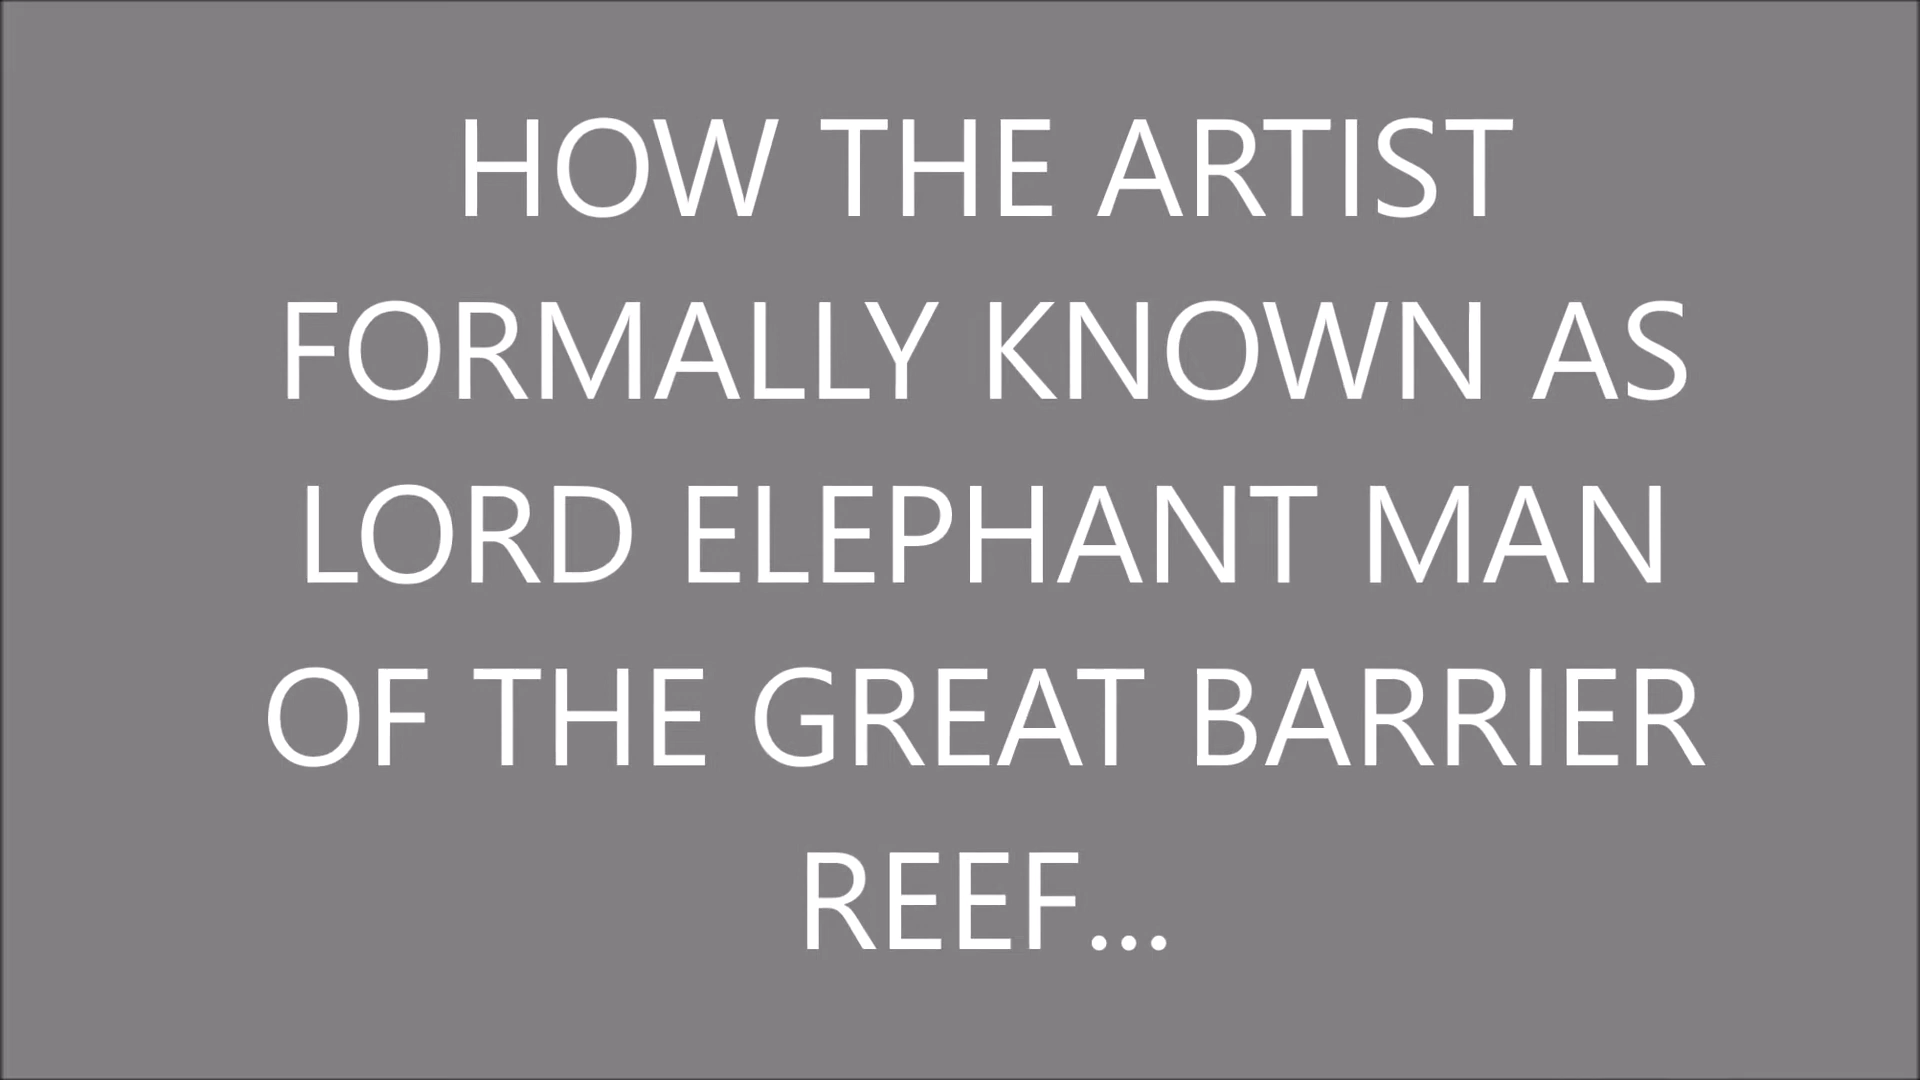 HOW THE ARTIST
FORMALLY KNOWN AS
LORD ELEPHANT MAN
OF THE GREAT BARRIER
REEF...